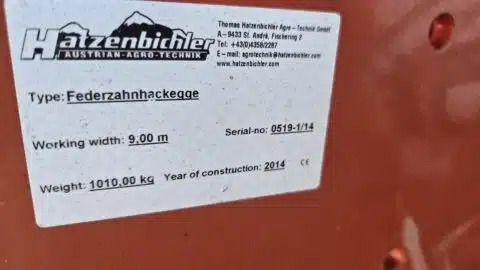 Hatzenbichler
AUSTRIAN-AGRO-TECHNIK
Thomas Hatzenbichler Agro - Technik GmbH
A- 9433 St. Andrä, Fischering 2
Tel: +43(0)4358/2287
E - mail: agrotechnik@hatzenbichler.com
www.hatzenbichler.com
Type: Federzahnhackegge
Working width: 9,00 m
Serial-no: 0519-1/14
Weight: 1010,00 kg
Year of construction: 2014
CE